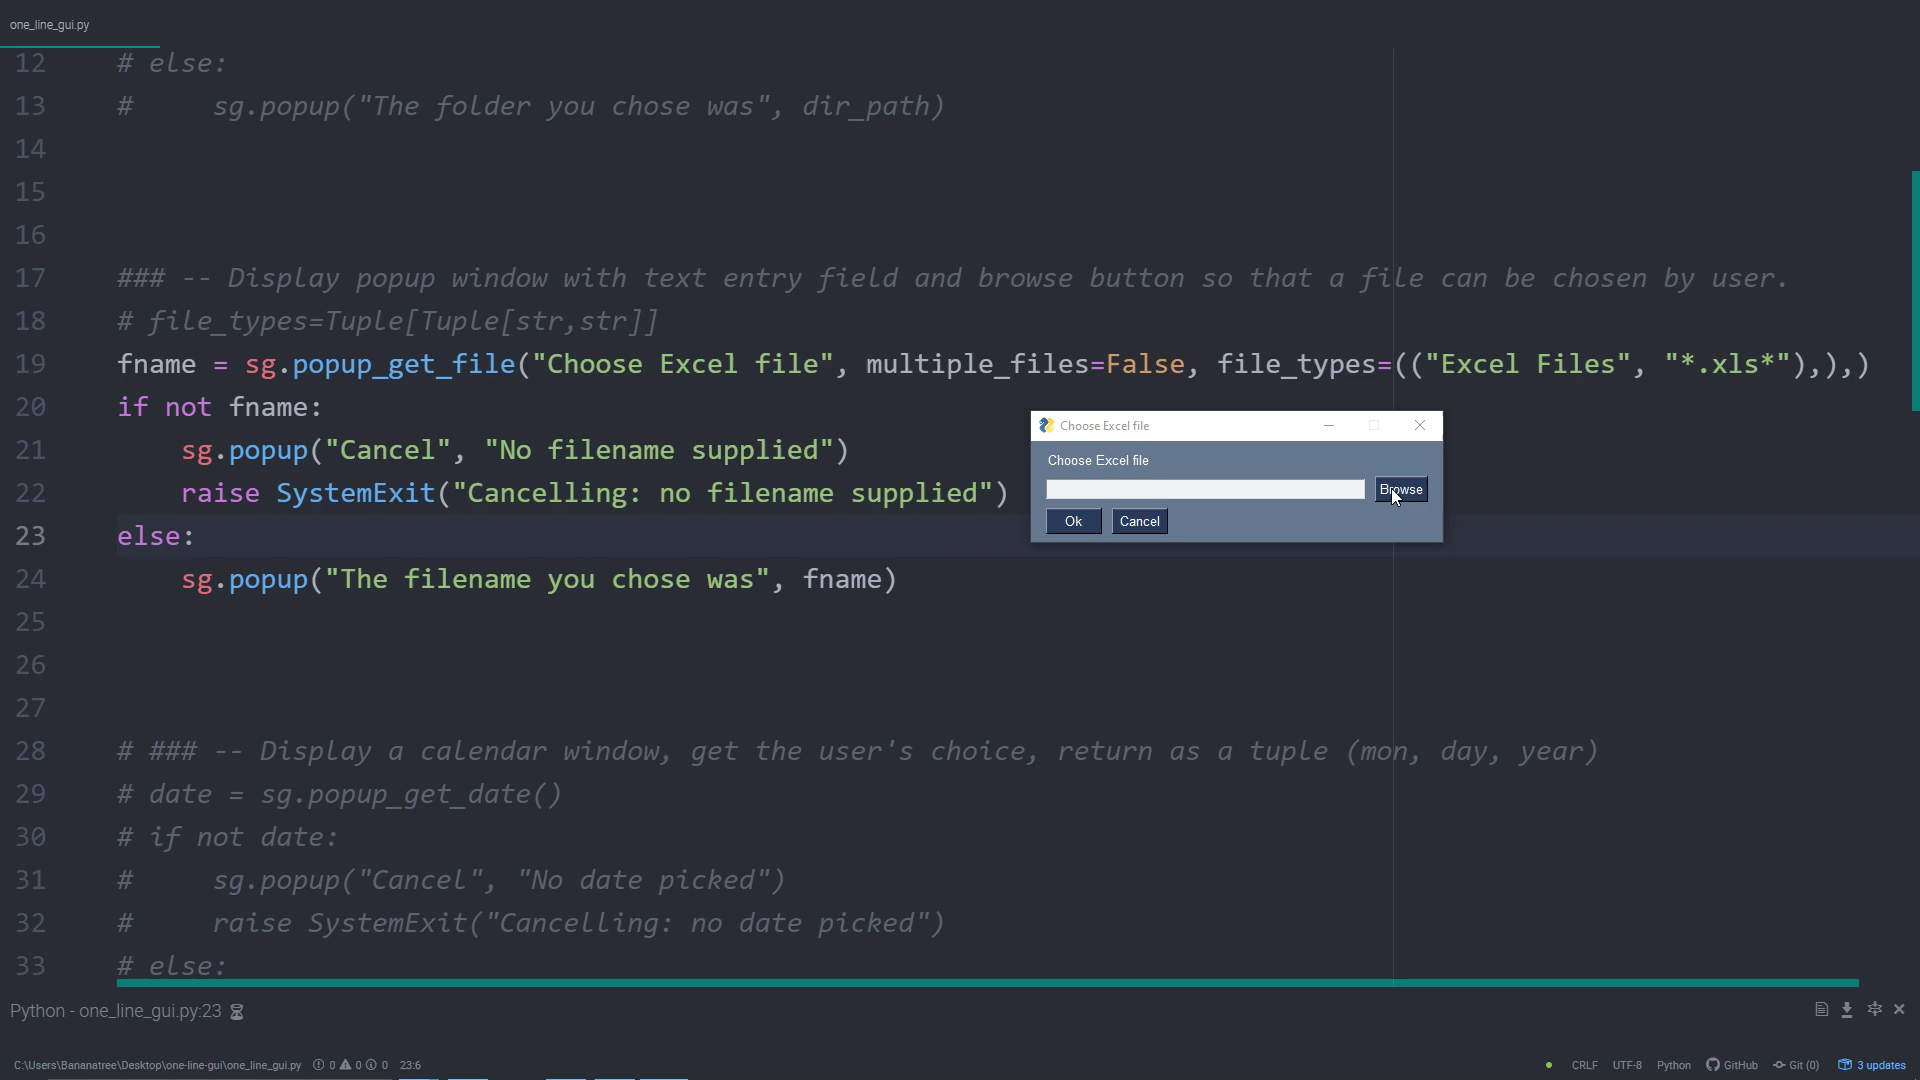 one_line_gui.py
12 # else:
13 #     sg.popup("The folder you chose was", dir_path)
14
15
16
17 ### -- Display popup window with text entry field and browse button so that a file can be chosen by user.
18 # file_types=Tuple[Tuple[str,str]]
19 fname = sg.popup_get_file("Choose Excel file", multiple_files=False, file_types=(("Excel Files", "*.xls*"),),)
20 if not fname:
21     sg.popup("Cancel", "No filename supplied")
22     raise SystemExit("Cancelling: no filename supplied")
23 else:
24     sg.popup("The filename you chose was", fname)
25
26
27
28 # ### -- Display a calendar window, get the user's choice, return as a tuple (mon, day, year)
29 # date = sg.popup_get_date()
30 # if not date:
31 #     sg.popup("Cancel", "No date picked")
32 #     raise SystemExit("Cancelling: no date picked")
33 # else:
Choose Excel file
Choose Excel file
Browse
Ok Cancel
Python - one_line_gui.py:23
C:\Users\Bananatree\Desktop\one-line-gui\one_line_gui.py 0 0 0 23:6 CRLF UTF-8 Python GitHub Git (0) 3 updates